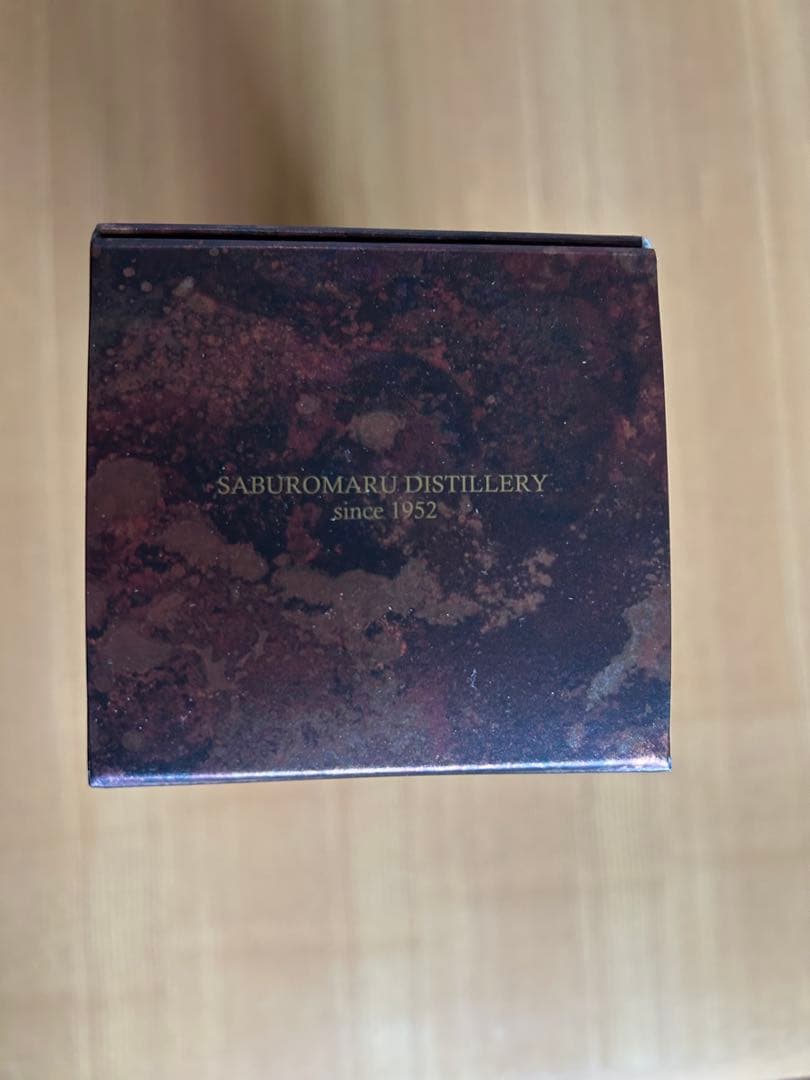 SABUROMARU DISTILLERY
since 1952